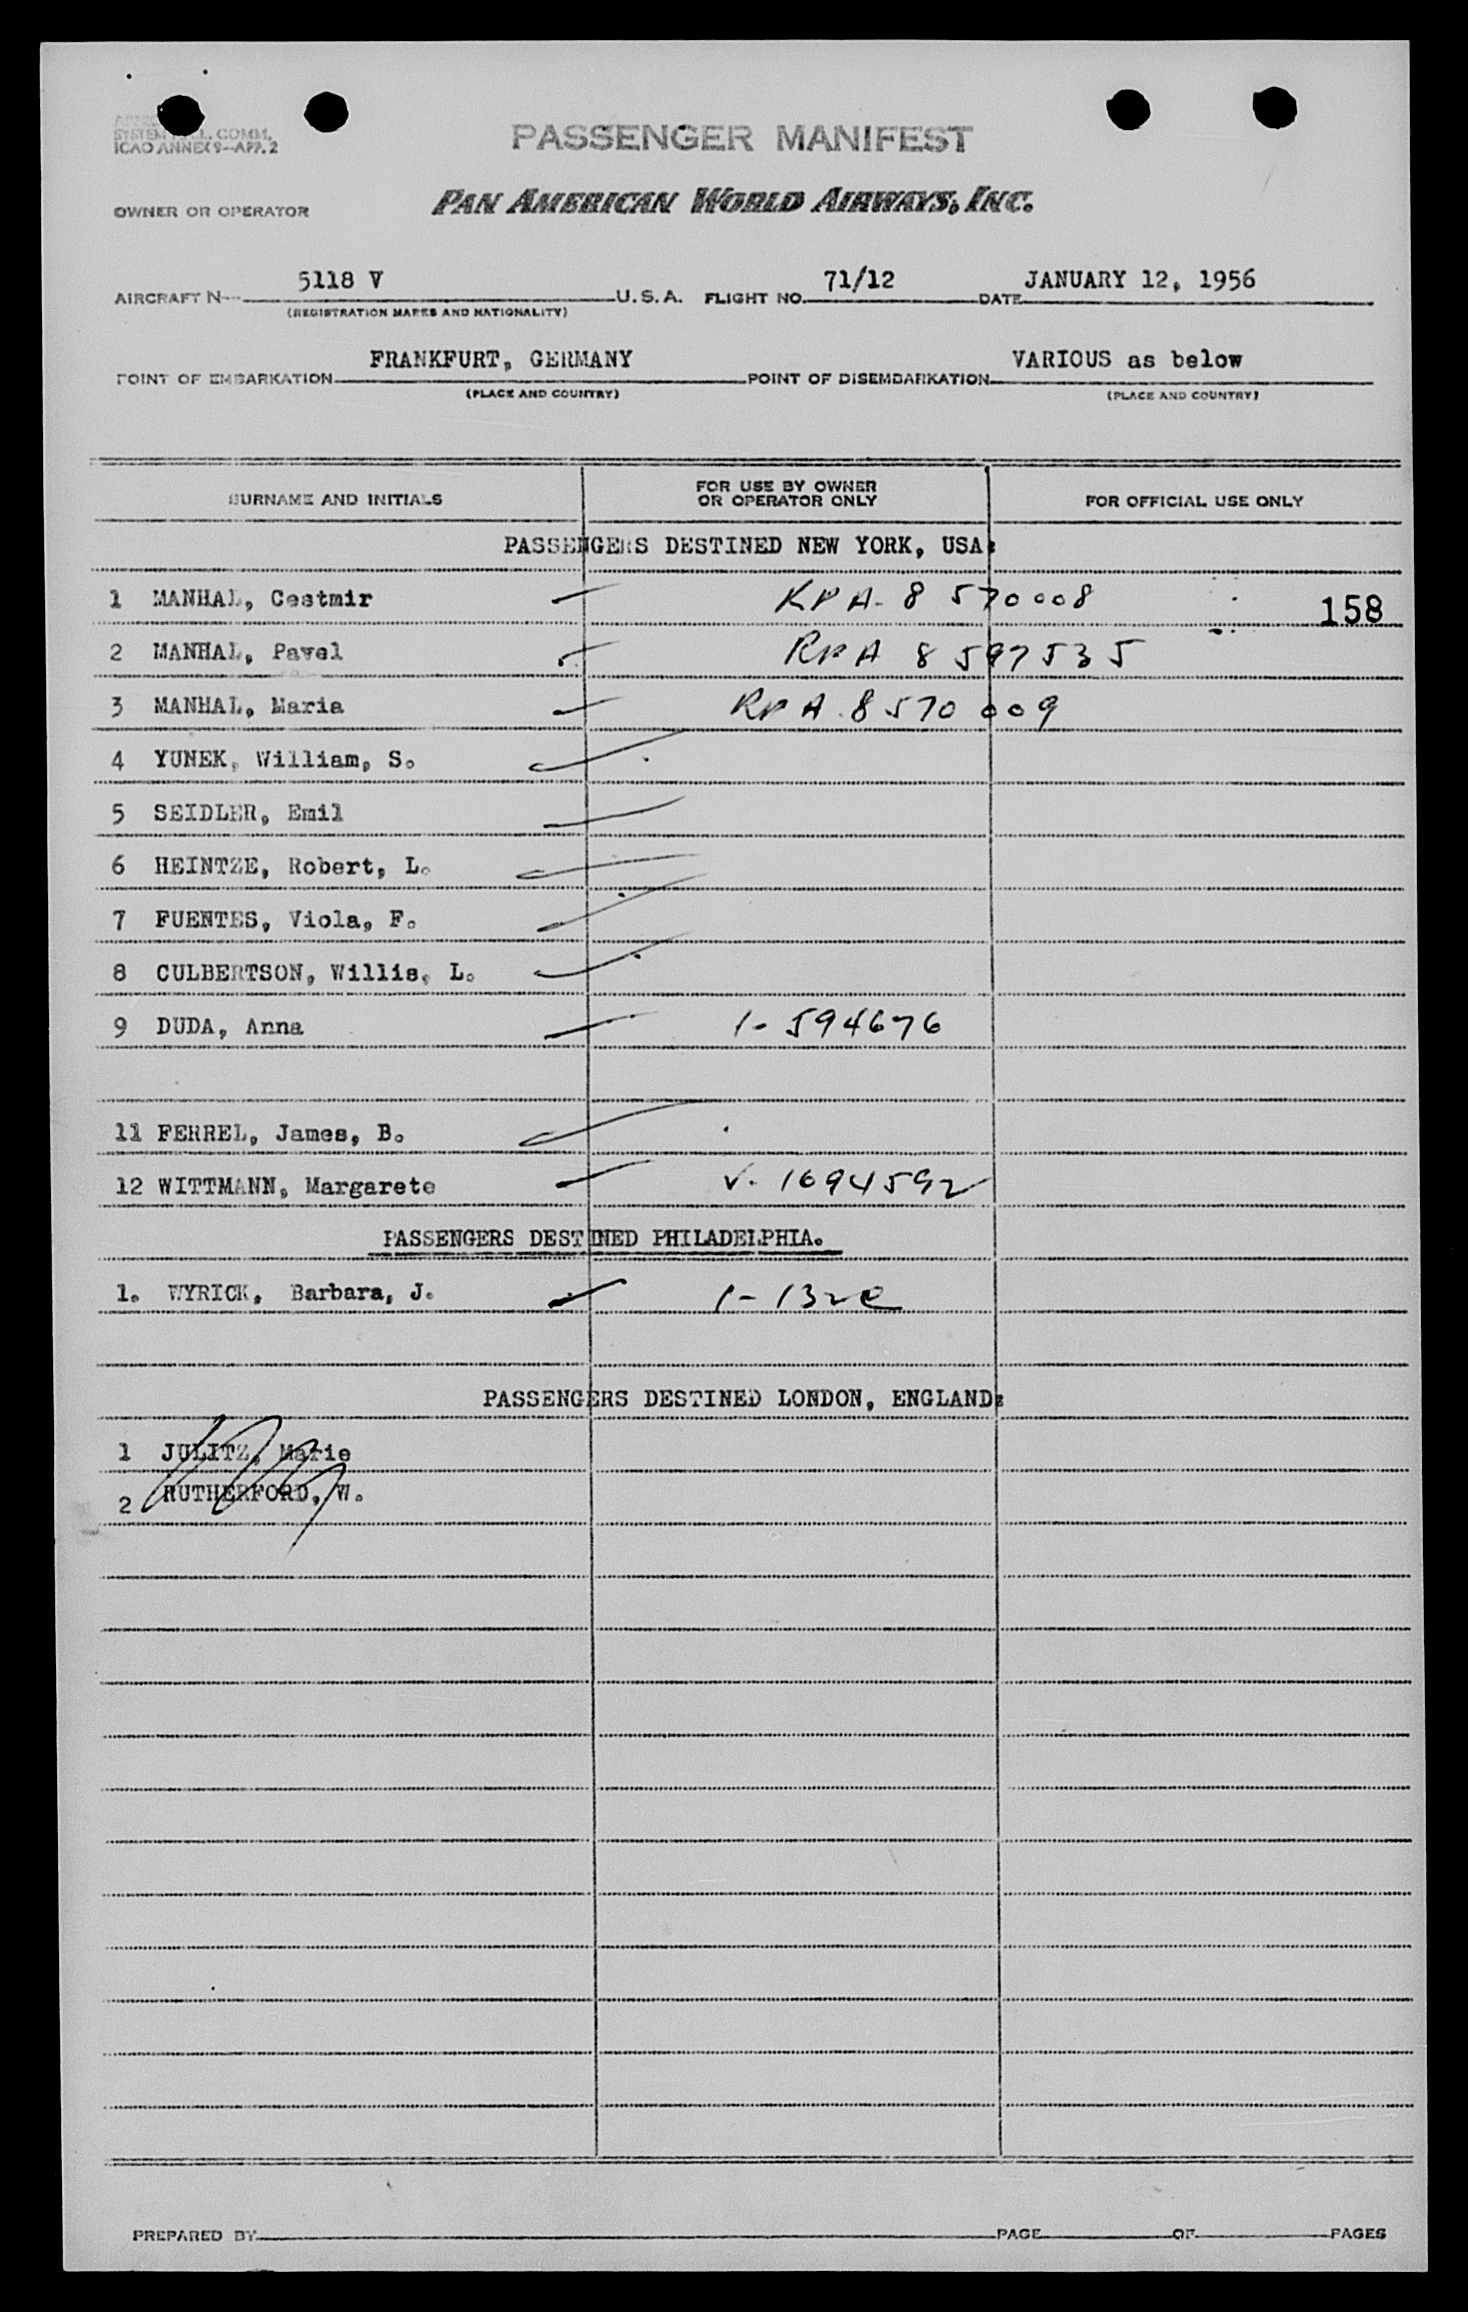 SYSTEM COMM.
ICAO ANNEX 9-APP. 2
PASSENGER MANIFEST
OWNER OR OPERATOR
PAN AMERICAN WORLD AIRWAYS, INC.
AIRCRAFT N 5118 V U.S.A. FLIGHT NO. 71/12 DATE JANUARY 12, 1956
(REGISTRATION MARKS AND NATIONALITY)
POINT OF EMBARKATION FRANKFURT, GERMANY POINT OF DISEMBARKATION VARIOUS as below
(PLACE AND COUNTRY) (PLACE AND COUNTRY)
SURNAME AND INITIALS FOR USE BY OWNER OR OPERATOR ONLY FOR OFFICIAL USE ONLY
PASSENGERS DESTINED NEW YORK, USA:
1 MANHAL, Cestmir RPA-8 570008 158
2 MANHAL, Pavel RPA 8597535
3 MANHAL, Maria RPA 8570009
4 YUNEK, William, S.
5 SEIDLER, Emil
6 HEINTZE, Robert, L.
7 FUENTES, Viola, F.
8 CULBERTSON, Willis, L.
9 DUDA, Anna 1-594676
11 FERREL, James, B.
12 WITTMANN, Margarete V. 1694592
PASSENGERS DESTINED PHILADELPHIA.
1. WYRICK, Barbara, J. 1-132
PASSENGERS DESTINED LONDON, ENGLAND:
1 JULITZ, Marie
2 RUTHERFORD, W.
PREPARED BY PAGE OF PAGES